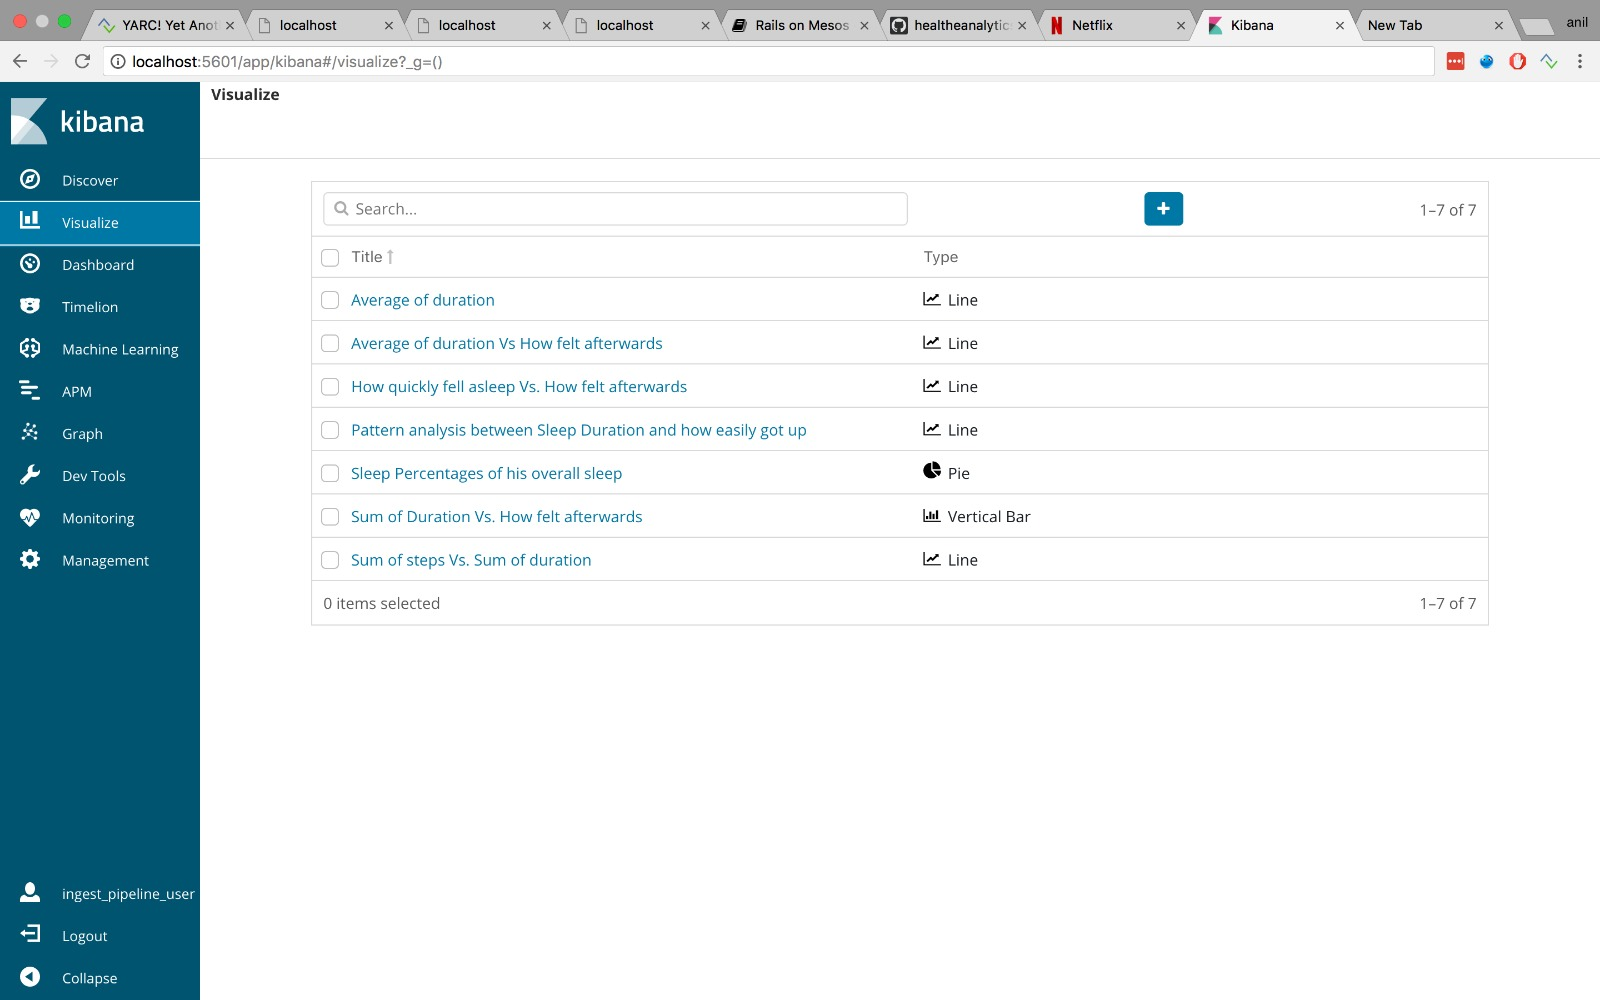 YARC! Yet Anot
localhost
localhost
localhost
Rails on Mesos
healtheanalytic
Netflix
Kibana
New Tab
anil
localhost:5601/app/kibana#/visualize?_g=()
kibana
Discover
Visualize
Dashboard
Timelion
Machine Learning
APM
Graph
Dev Tools
Monitoring
Management
ingest_pipeline_user
Logout
Collapse
Visualize
Search...
1–7 of 7
Title Type
Average of duration Line
Average of duration Vs How felt afterwards Line
How quickly fell asleep Vs. How felt afterwards Line
Pattern analysis between Sleep Duration and how easily got up Line
Sleep Percentages of his overall sleep Pie
Sum of Duration Vs. How felt afterwards Vertical Bar
Sum of steps Vs. Sum of duration Line
0 items selected 1–7 of 7